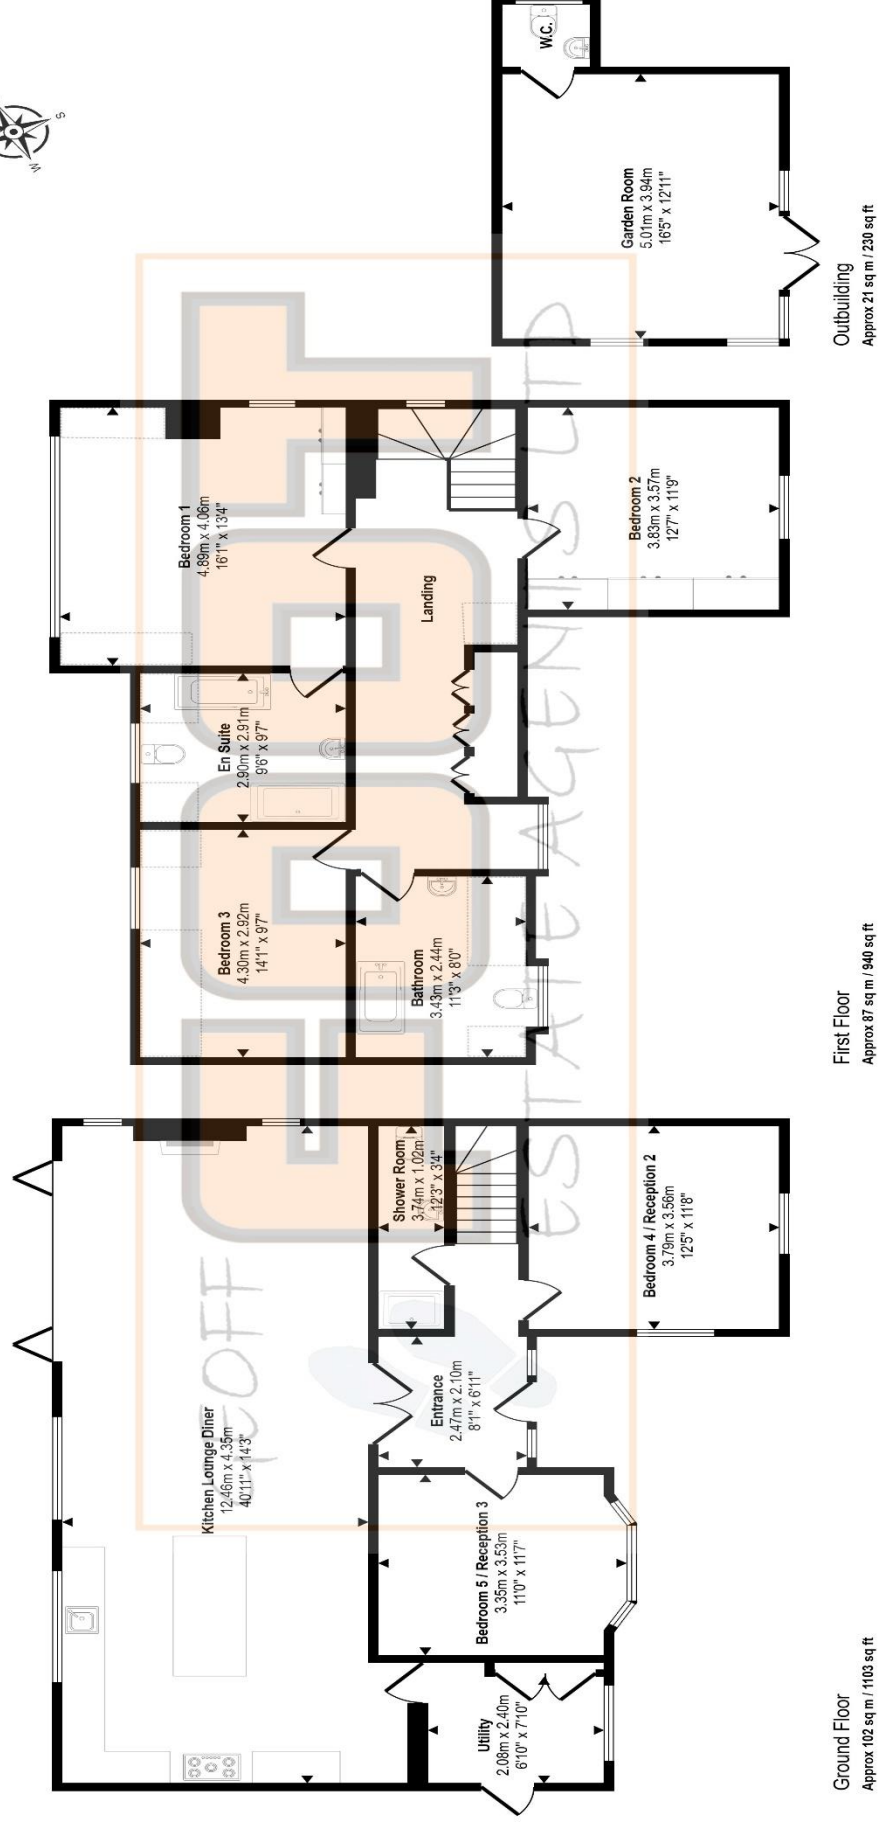 Kitchen Lounge Diner
12.46m x 4.35m
40'11" x 14'3"
Utility
2.08m x 2.40m
6'10" x 7'10"
Bedroom 5 / Reception 3
3.35m x 3.53m
11'0" x 11'7"
Entrance
2.47m x 2.10m
8'1" x 6'11"
Shower Room
3.74m x 1.02m
12'3" x 3'4"
Bedroom 4 / Reception 2
3.79m x 3.56m
12'5" x 11'8"
Ground Floor
Approx 102 sq m / 1103 sq ft
Bedroom 3
4.30m x 2.92m
14'1" x 9'7"
En Suite
2.90m x 2.91m
9'6" x 9'7"
Bedroom 1
4.89m x 4.06m
16'1" x 13'4"
Bathroom
3.43m x 2.44m
11'3" x 8'0"
Landing
Bedroom 2
3.83m x 3.57m
12'7" x 11'9"
First Floor
Approx 87 sq m / 940 sq ft
W.C.
Garden Room
5.01m x 3.94m
16'5" x 12'11"
Outbuilding
Approx 21 sq m / 230 sq ft
S
W
GEOFF
FOOT
ESTATE AGENTS LTD